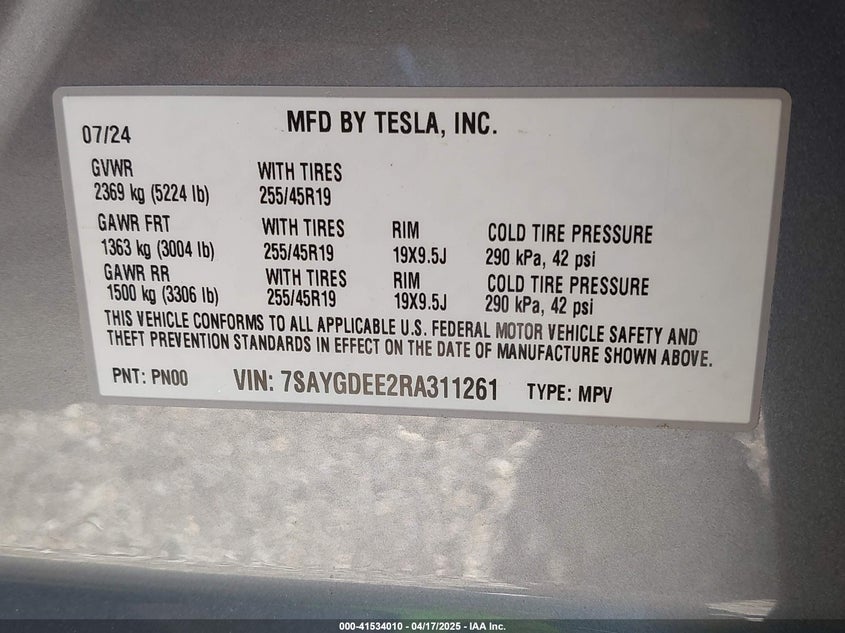 07/24 MFD BY TESLA, INC.
GVWR WITH TIRES
2369 kg (5224 lb) 255/45R19
GAWR FRT WITH TIRES RIM COLD TIRE PRESSURE
1363 kg (3004 lb) 255/45R19 19X9.5J 290 kPa, 42 psi
GAWR RR WITH TIRES RIM COLD TIRE PRESSURE
1500 kg (3306 lb) 255/45R19 19X9.5J 290 kPa, 42 psi
THIS VEHICLE CONFORMS TO ALL APPLICABLE U.S. FEDERAL MOTOR VEHICLE SAFETY AND
THEFT PREVENTION STANDARDS IN EFFECT ON THE DATE OF MANUFACTURE SHOWN ABOVE.
PNT: PN00 VIN: 7SAYGDEE2RA311261 TYPE: MPV
000-41534010 - 04/17/2025 - IAA Inc.